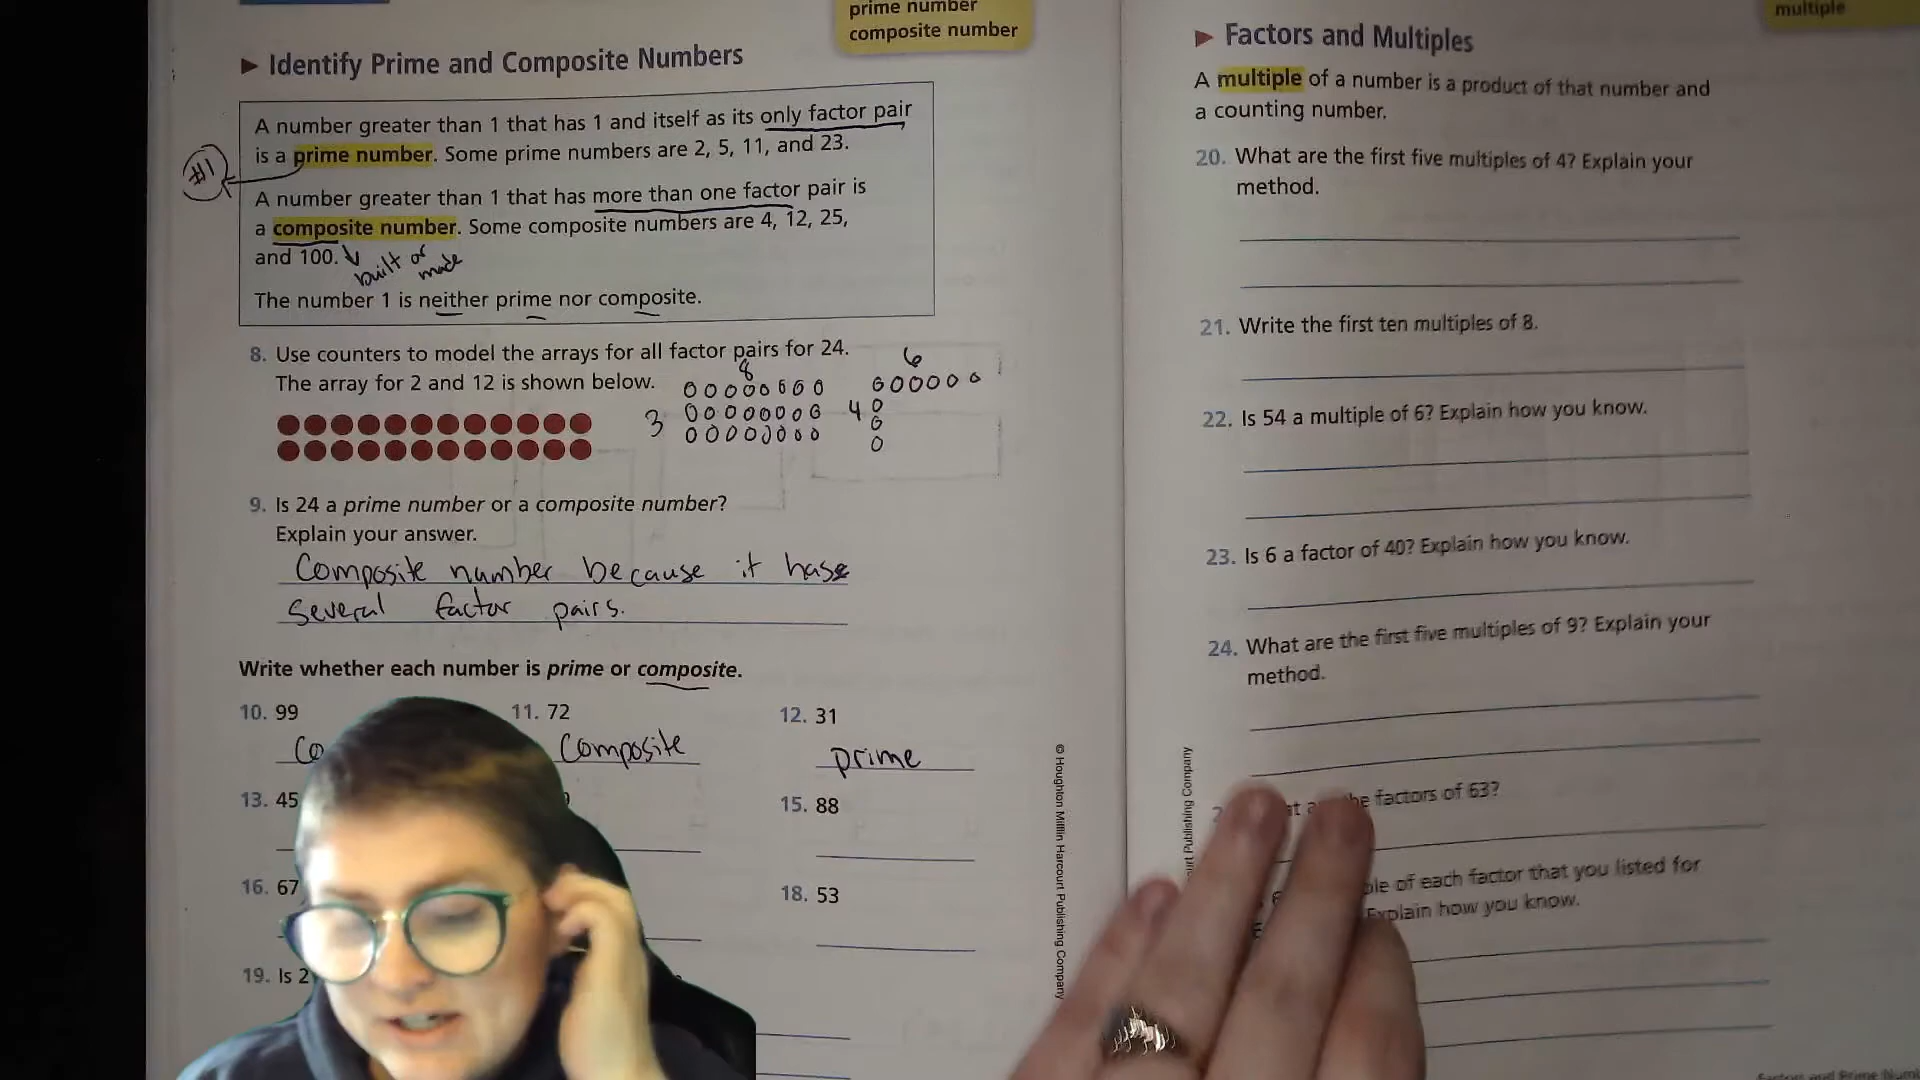 prime number
composite number
► Identify Prime and Composite Numbers
A number greater than 1 that has 1 and itself as its only factor pair
is a prime number. Some prime numbers are 2, 5, 11, and 23.
#1
A number greater than 1 that has more than one factor pair is
a composite number. Some composite numbers are 4, 12, 25,
and 100.
built of
made
The number 1 is neither prime nor composite.
8. Use counters to model the arrays for all factor pairs for 24.
The array for 2 and 12 is shown below.
8
3
6
4
9. Is 24 a prime number or a composite number?
Explain your answer.
Composite number because it has
several factor pairs.
Write whether each number is prime or composite.
10. 99
11. 72
12. 31
Co
Composite
prime
13. 45
15. 88
16. 67
18. 53
19. Is 2
© Houghton Mifflin Harcourt Publishing Company
multiple
► Factors and Multiples
A multiple of a number is a product of that number and
a counting number.
20. What are the first five multiples of 4? Explain your
method.
21. Write the first ten multiples of 8.
22. Is 54 a multiple of 6? Explain how you know.
23. Is 6 a factor of 40? Explain how you know.
24. What are the first five multiples of 9? Explain your
method.
factors of 63?
of each factor that you listed for
Explain how you know.
Publishing Company